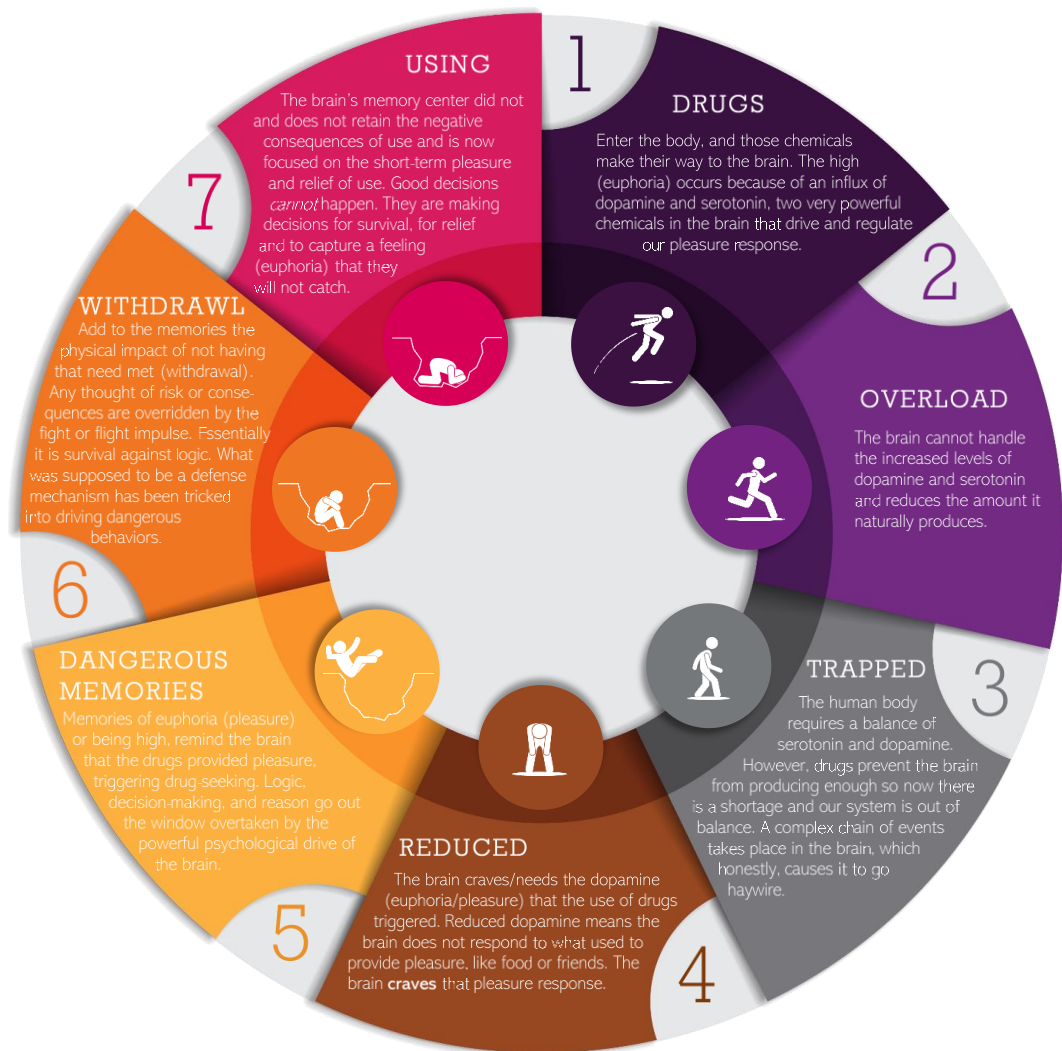 1
DRUGS
Enter the body, and those chemicals
make their way to the brain. The high
(euphoria) occurs because of an influx of
dopamine and serotonin, two very powerful
chemicals in the brain that drive and regulate
our pleasure response.
2
OVERLOAD
The brain cannot handle
the increased levels of
dopamine and serotonin
and reduces the amount it
naturally produces.
3
TRAPPED
The human body
requires a balance of
serotonin and dopamine.
However, drugs prevent the brain
from producing enough so now there
is a shortage and our system is out of
balance. A complex chain of events
takes place in the brain, which
honestly, causes it to go
haywire.
4
REDUCED
The brain craves/needs the dopamine
(euphoria/pleasure) that the use of drugs
triggered. Reduced dopamine means the
brain does not respond to what used to
provide pleasure, like food or friends. The
brain craves that pleasure response.
5
DANGEROUS
MEMORIES
Memories of euphoria (pleasure)
or being high, remind the brain
that the drugs provided pleasure,
triggering drug-seeking. Logic,
decision-making, and reason go out
the window overtaken by the
powerful psychological drive of
the brain.
6
WITHDRAWL
Add to the memories the
physical impact of not having
that need met (withdrawal).
Any thought of risk or conse-
quences are overridden by the
fight or flight impulse. Essentially
it is survival against logic. What
was supposed to be a defense
mechanism has been tricked
into driving dangerous
behaviors.
7
USING
The brain's memory center did not
and does not retain the negative
consequences of use and is now
focused on the short-term pleasure
and relief of use. Good decisions
cannot happen. They are making
decisions for survival, for relief
and to capture a feeling
(euphoria) that they
will not catch.